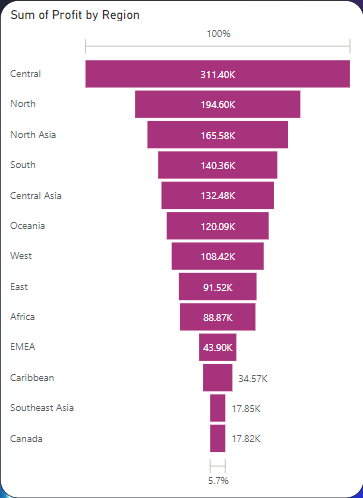 Sum of Profit by Region
100%
Central 311.40K
North 194.60K
North Asia 165.58K
South 140.36K
Central Asia 132.48K
Oceania 120.09K
West 108.42K
East 91.52K
Africa 88.87K
EMEA 43.90K
Caribbean 34.57K
Southeast Asia 17.85K
Canada 17.82K
5.7%